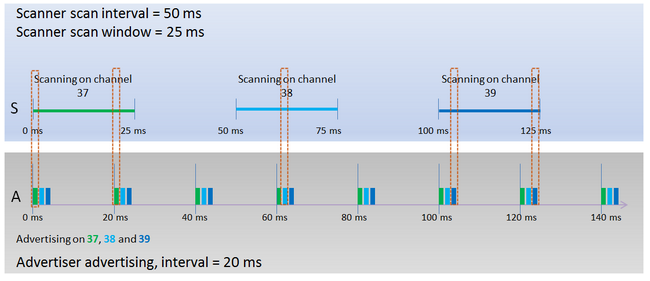 Scanner scan interval = 50 ms
Scanner scan window = 25 ms
Scanning on channel
37
Scanning on channel
38
Scanning on channel
39
S
0 ms
25 ms
50 ms
75 ms
100 ms
125 ms
A
0 ms
20 ms
40 ms
60 ms
80 ms
100 ms
120 ms
140 ms
Advertising on 37, 38 and 39
Advertiser advertising, interval = 20 ms